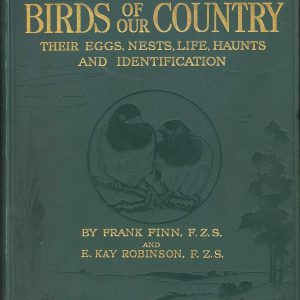 BIRDS OF OUR COUNTRY
THEIR EGGS, NESTS, LIFE, HAUNTS
AND IDENTIFICATION
BY FRANK FINN, F.Z.S.
AND
E. KAY ROBINSON, F.Z.S.